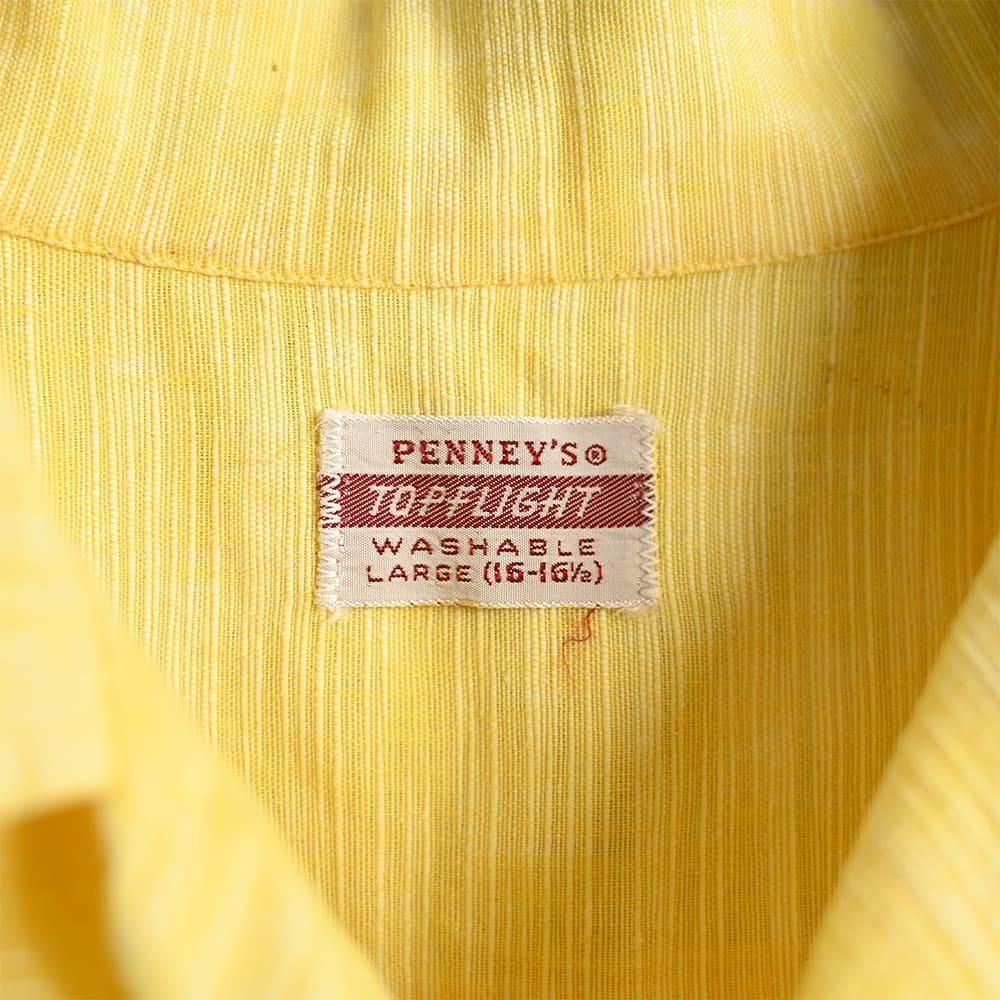 PENNEY'S®
TOPFLIGHT
WASHABLE
LARGE (16-16½)